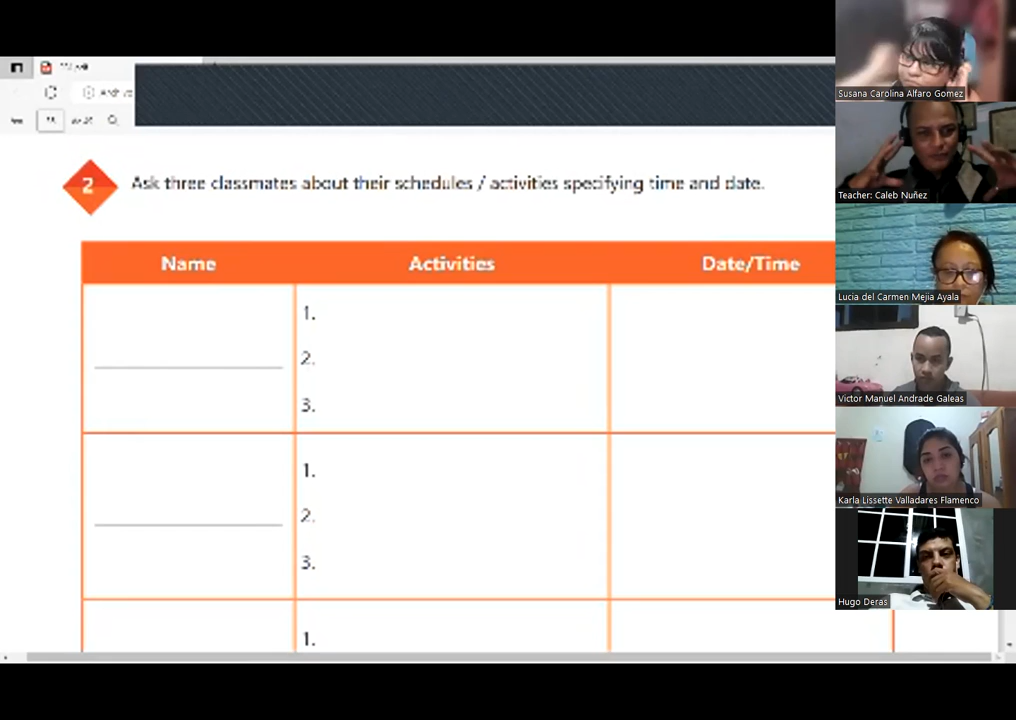 2 Ask three classmates about their schedules / activities specifying time and date.
Name Activities Date/Time
1.
2.
3.
1.
2.
3.
1.
Susana Carolina Alfaro Gomez
Teacher: Caleb Nuñez
Lucia del Carmen Mejia Ayala
Victor Manuel Andrade Galeas
Karla Lissette Valladares Flamenco
Hugo Deras